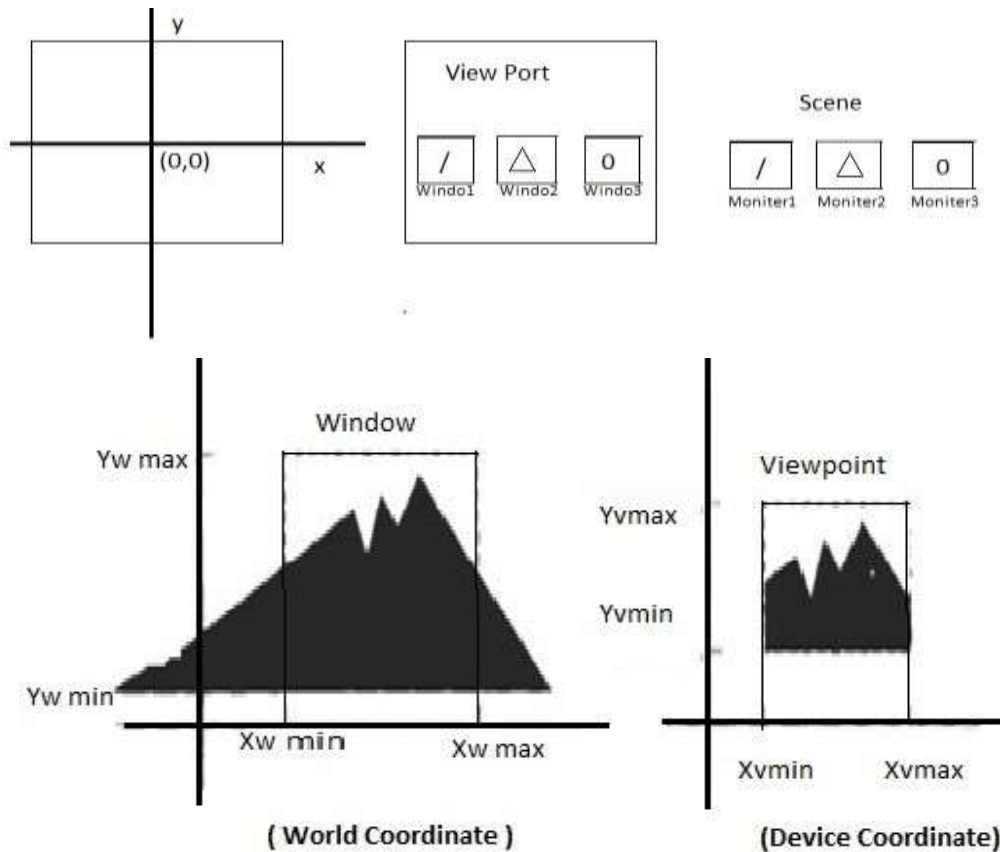 y
(0,0)
x
View Port
/ △ 0
Windo1 Windo2 Windo3
Scene
/ △ 0
Moniter1 Moniter2 Moniter3
Window
Yw max
Yw min
Xw min
Xw max
( World Coordinate )
Viewpoint
Yvmax
Yvmin
Xvmin Xvmax
(Device Coordinate)